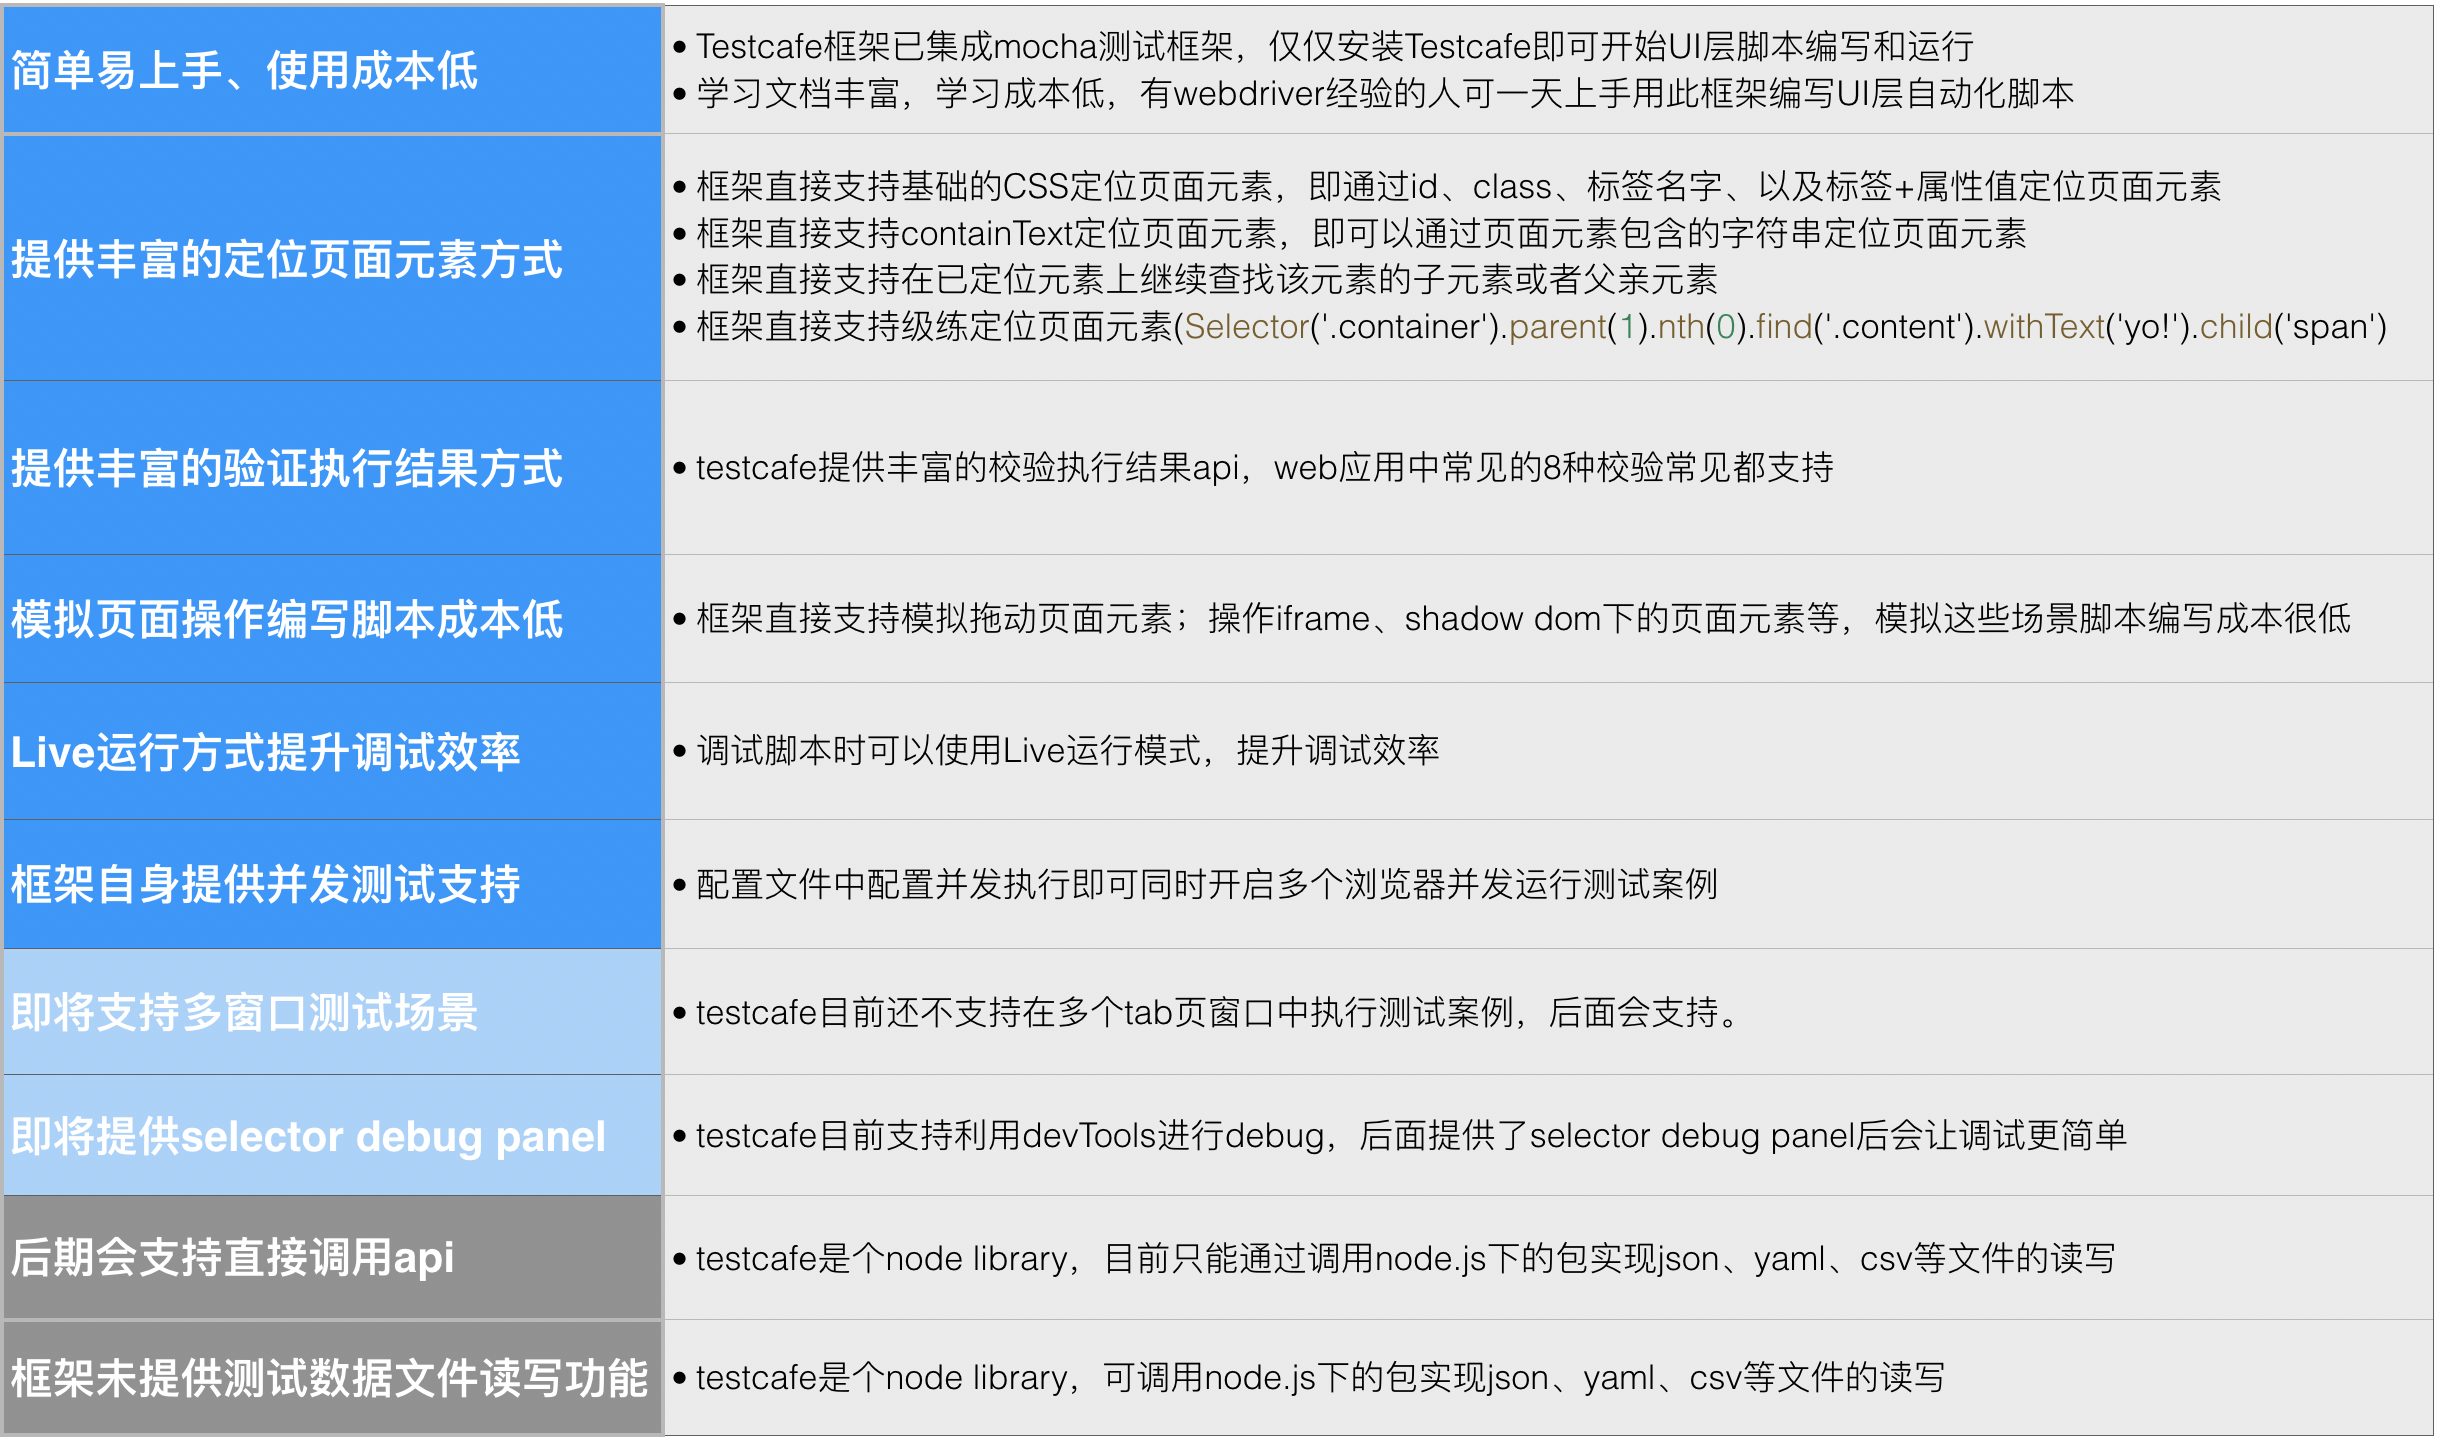 简单易上手、使用成本低
• Testcafe框架已集成mocha测试框架，仅仅安装Testcafe即可开始UI层脚本编写和运行
• 学习文档丰富，学习成本低，有webdriver经验的人可一天上手用此框架编写UI层自动化脚本
提供丰富的定位页面元素方式
• 框架直接支持基础的CSS定位页面元素，即通过id、class、标签名字、以及标签+属性值定位页面元素
• 框架直接支持containText定位页面元素，即可以通过页面元素包含的字符串定位页面元素
• 框架直接支持在已定位元素上继续查找该元素的子元素或者父亲元素
• 框架直接支持级练定位页面元素(Selector('.container').parent(1).nth(0).find('.content').withText('yo!').child('span')
提供丰富的验证执行结果方式
• testcafe提供丰富的校验执行结果api，web应用中常见的8种校验常见都支持
模拟页面操作编写脚本成本低
• 框架直接支持模拟拖动页面元素；操作iframe、shadow dom下的页面元素等，模拟这些场景脚本编写成本很低
Live运行方式提升调试效率
• 调试脚本时可以使用Live运行模式，提升调试效率
框架自身提供并发测试支持
• 配置文件中配置并发执行即可同时开启多个浏览器并发运行测试案例
即将支持多窗口测试场景
• testcafe目前还不支持在多个tab页窗口中执行测试案例，后面会支持。
即将提供selector debug panel
• testcafe目前支持利用devTools进行debug，后面提供了selector debug panel后会让调试更简单
后期会支持直接调用api
• testcafe是个node library，目前只能通过调用node.js下的包实现json、yaml、csv等文件的读写
框架未提供测试数据文件读写功能
• testcafe是个node library，可调用node.js下的包实现json、yaml、csv等文件的读写